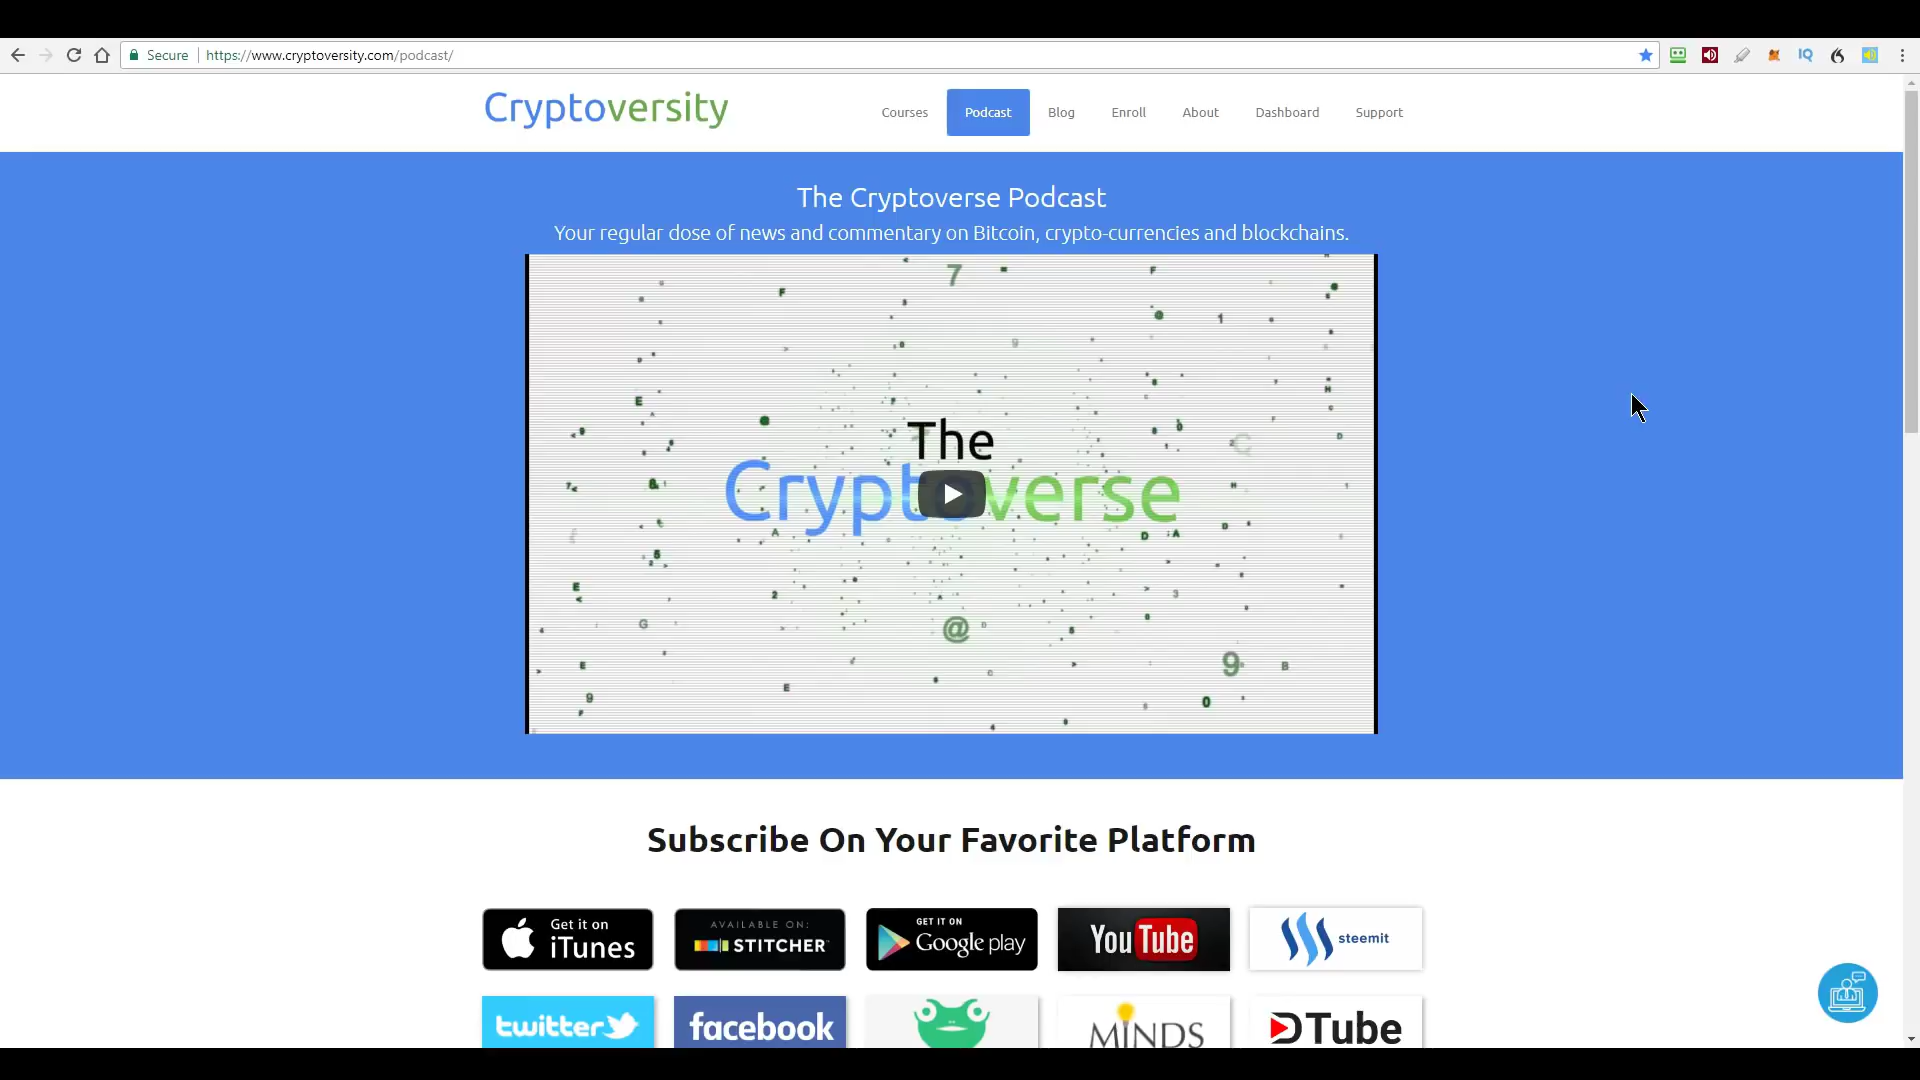 Secure
https://www.cryptoversity.com/podcast/
IQ
Cryptoversity
Courses
Podcast
Blog
Enroll
About
Dashboard
Support
The Cryptoverse Podcast
Your regular dose of news and commentary on Bitcoin, crypto-currencies and blockchains.
The
Cryptoverse
Subscribe On Your Favorite Platform
Get it on
iTunes
AVAILABLE ON:
STITCHER
GET IT ON
Google play
YouTube
steemit
twitter
facebook
MINDS
DTube